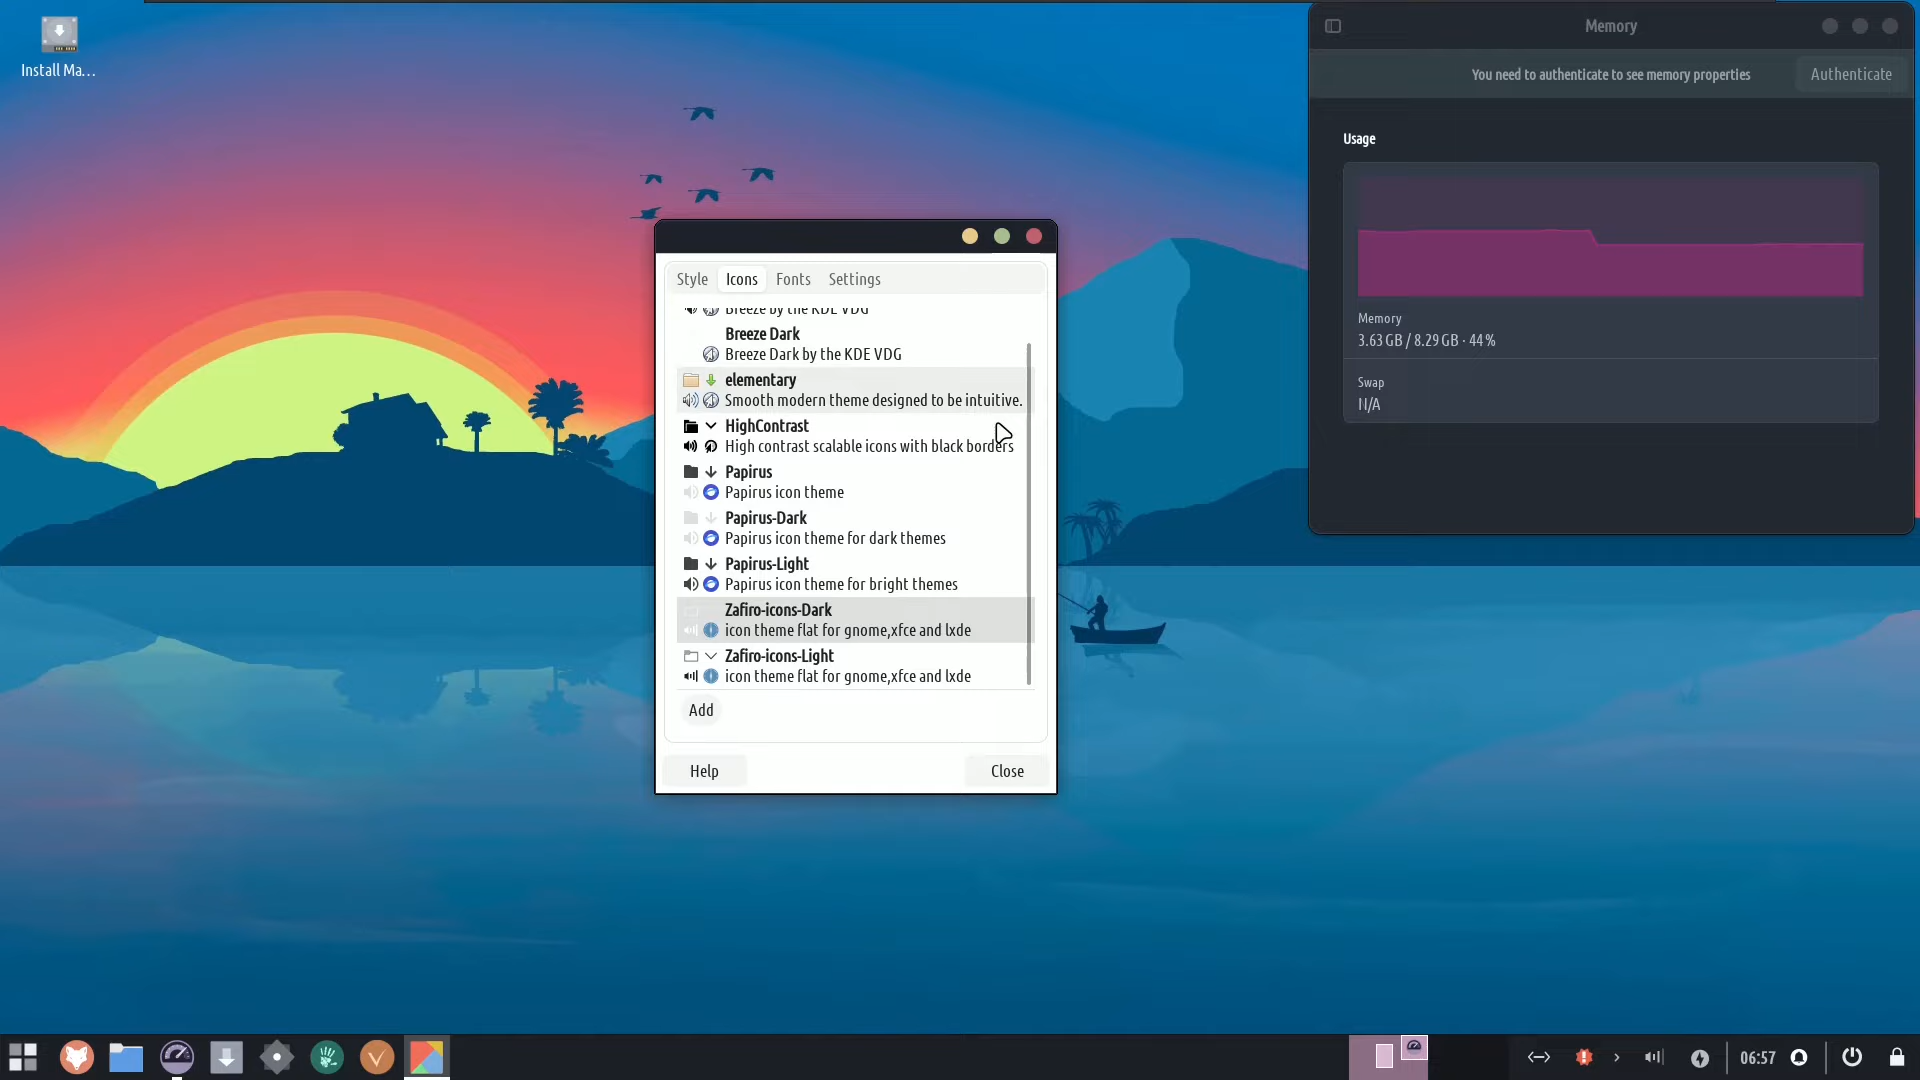 Install Ma...
Memory
You need to authenticate to see memory properties
Authenticate
Usage
Memory
3.63 GB / 8.29 GB · 44 %
Swap
N/A
Style
Icons
Fonts
Settings
Breeze by the KDE VDG
Breeze Dark
Breeze Dark by the KDE VDG
elementary
Smooth modern theme designed to be intuitive.
HighContrast
High contrast scalable icons with black borders
Papirus
Papirus icon theme
Papirus-Dark
Papirus icon theme for dark themes
Papirus-Light
Papirus icon theme for bright themes
Zafiro-icons-Dark
icon theme flat for gnome,xfce and lxde
Zafiro-icons-Light
icon theme flat for gnome,xfce and lxde
Add
Help
Close
06:57